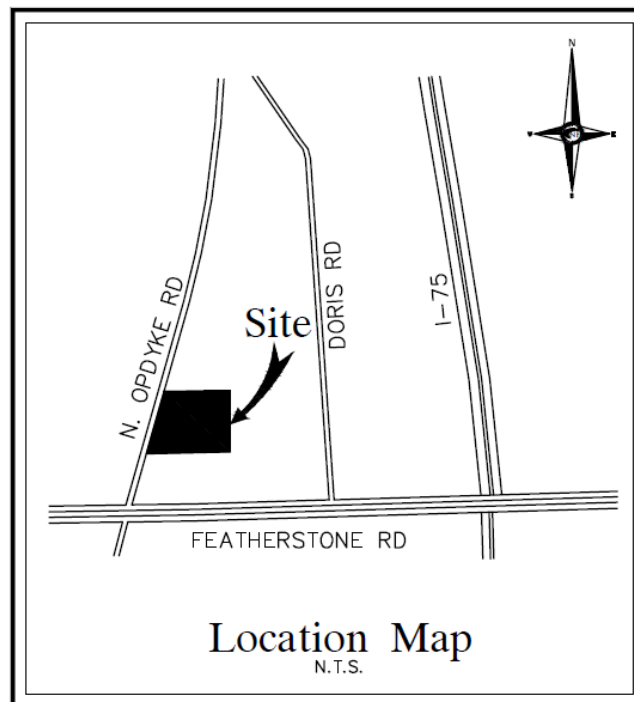 N
W
E
S
N. OPDYKE RD
DORIS RD
I-75
Site
FEATHERSTONE RD
Location Map
N.T.S.